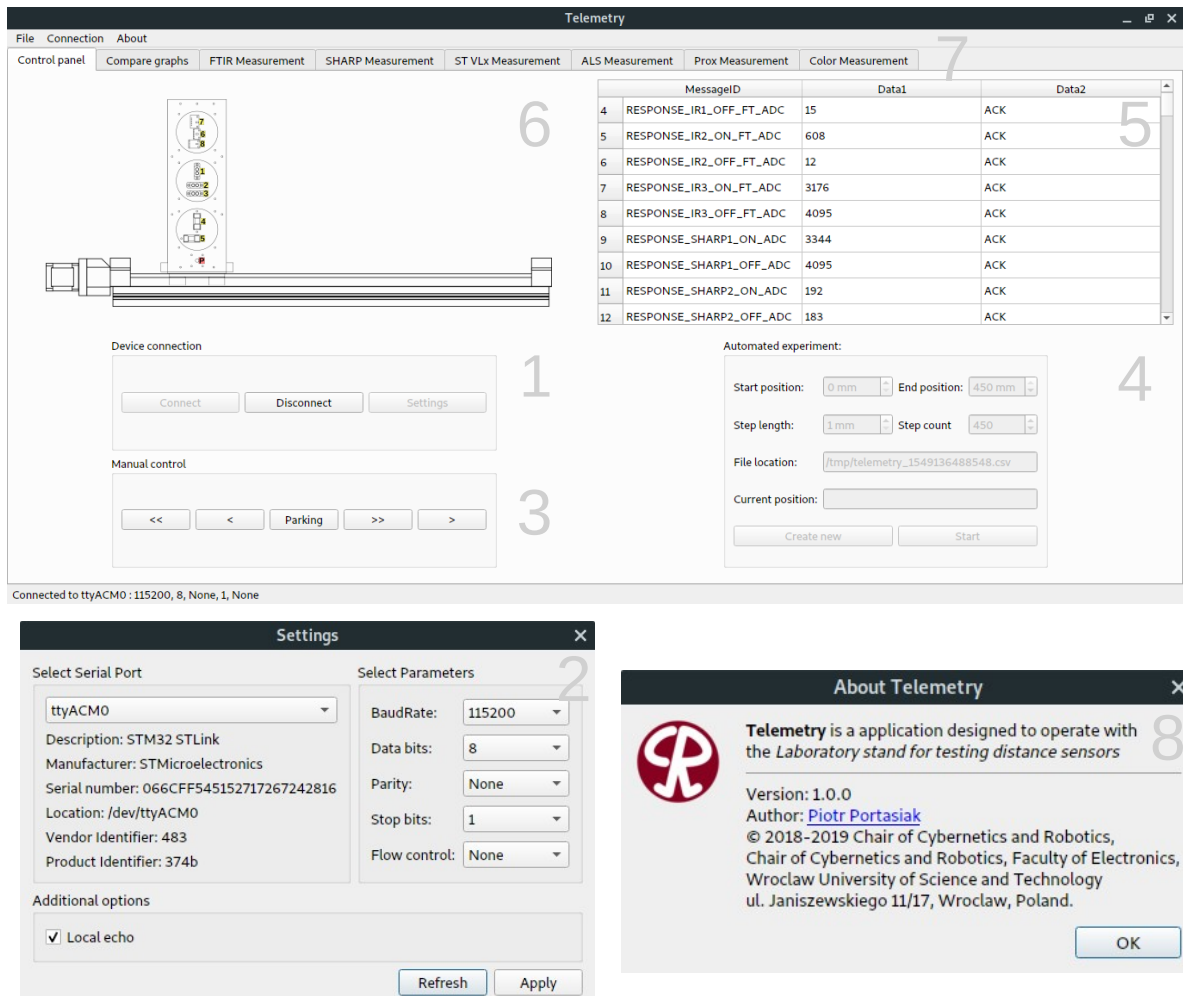 Telemetry
File Connection About
Control panel Compare graphs FTIR Measurement SHARP Measurement ST VLx Measurement ALS Measurement Prox Measurement Color Measurement
7
6
7
6
8
1
2
3
4
5
P
5
MessageID Data1 Data2
4 RESPONSE_IR1_OFF_FT_ADC 15 ACK
5 RESPONSE_IR2_ON_FT_ADC 608 ACK
6 RESPONSE_IR2_OFF_FT_ADC 12 ACK
7 RESPONSE_IR3_ON_FT_ADC 3176 ACK
8 RESPONSE_IR3_OFF_FT_ADC 4095 ACK
9 RESPONSE_SHARP1_ON_ADC 3344 ACK
10 RESPONSE_SHARP1_OFF_ADC 4095 ACK
11 RESPONSE_SHARP2_ON_ADC 192 ACK
12 RESPONSE_SHARP2_OFF_ADC 183 ACK
Device connection
1
Connect Disconnect Settings
Manual control
3
<< < Parking >> >
Automated experiment:
4
Start position: 0 mm End position: 450 mm
Step length: 1 mm Step count 450
File location: /tmp/telemetry_1549136488548.csv
Current position:
Create new Start
Connected to ttyACM0 : 115200, 8, None, 1, None
Settings
2
Select Serial Port
ttyACM0
Description: STM32 STLink
Manufacturer: STMicroelectronics
Serial number: 066CFF545152717267242816
Location: /dev/ttyACM0
Vendor Identifier: 483
Product Identifier: 374b
Select Parameters
BaudRate: 115200
Data bits: 8
Parity: None
Stop bits: 1
Flow control: None
Additional options
Local echo
Refresh Apply
About Telemetry
8
Telemetry is a application designed to operate with
the Laboratory stand for testing distance sensors
Version: 1.0.0
Author: Piotr Portasiak
© 2018-2019 Chair of Cybernetics and Robotics,
Chair of Cybernetics and Robotics, Faculty of Electronics,
Wroclaw University of Science and Technology
ul. Janiszewskiego 11/17, Wroclaw, Poland.
OK